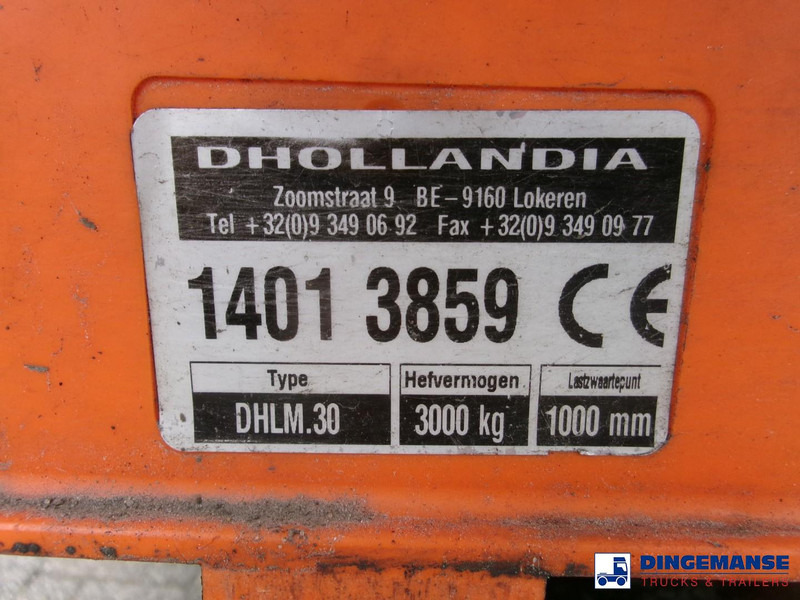 DHOLLANDIA
Zoomstraat 9 BE-9160 Lokeren
Tel +32(0)9 349 06 92 Fax +32(0)9 349 09 77
1401 3859 CE
Type Hefvermogen Lastzwaartepunt
DHLM.30 3000 kg 1000 mm
DINGEMANSE
TRUCKS & TRAILERS